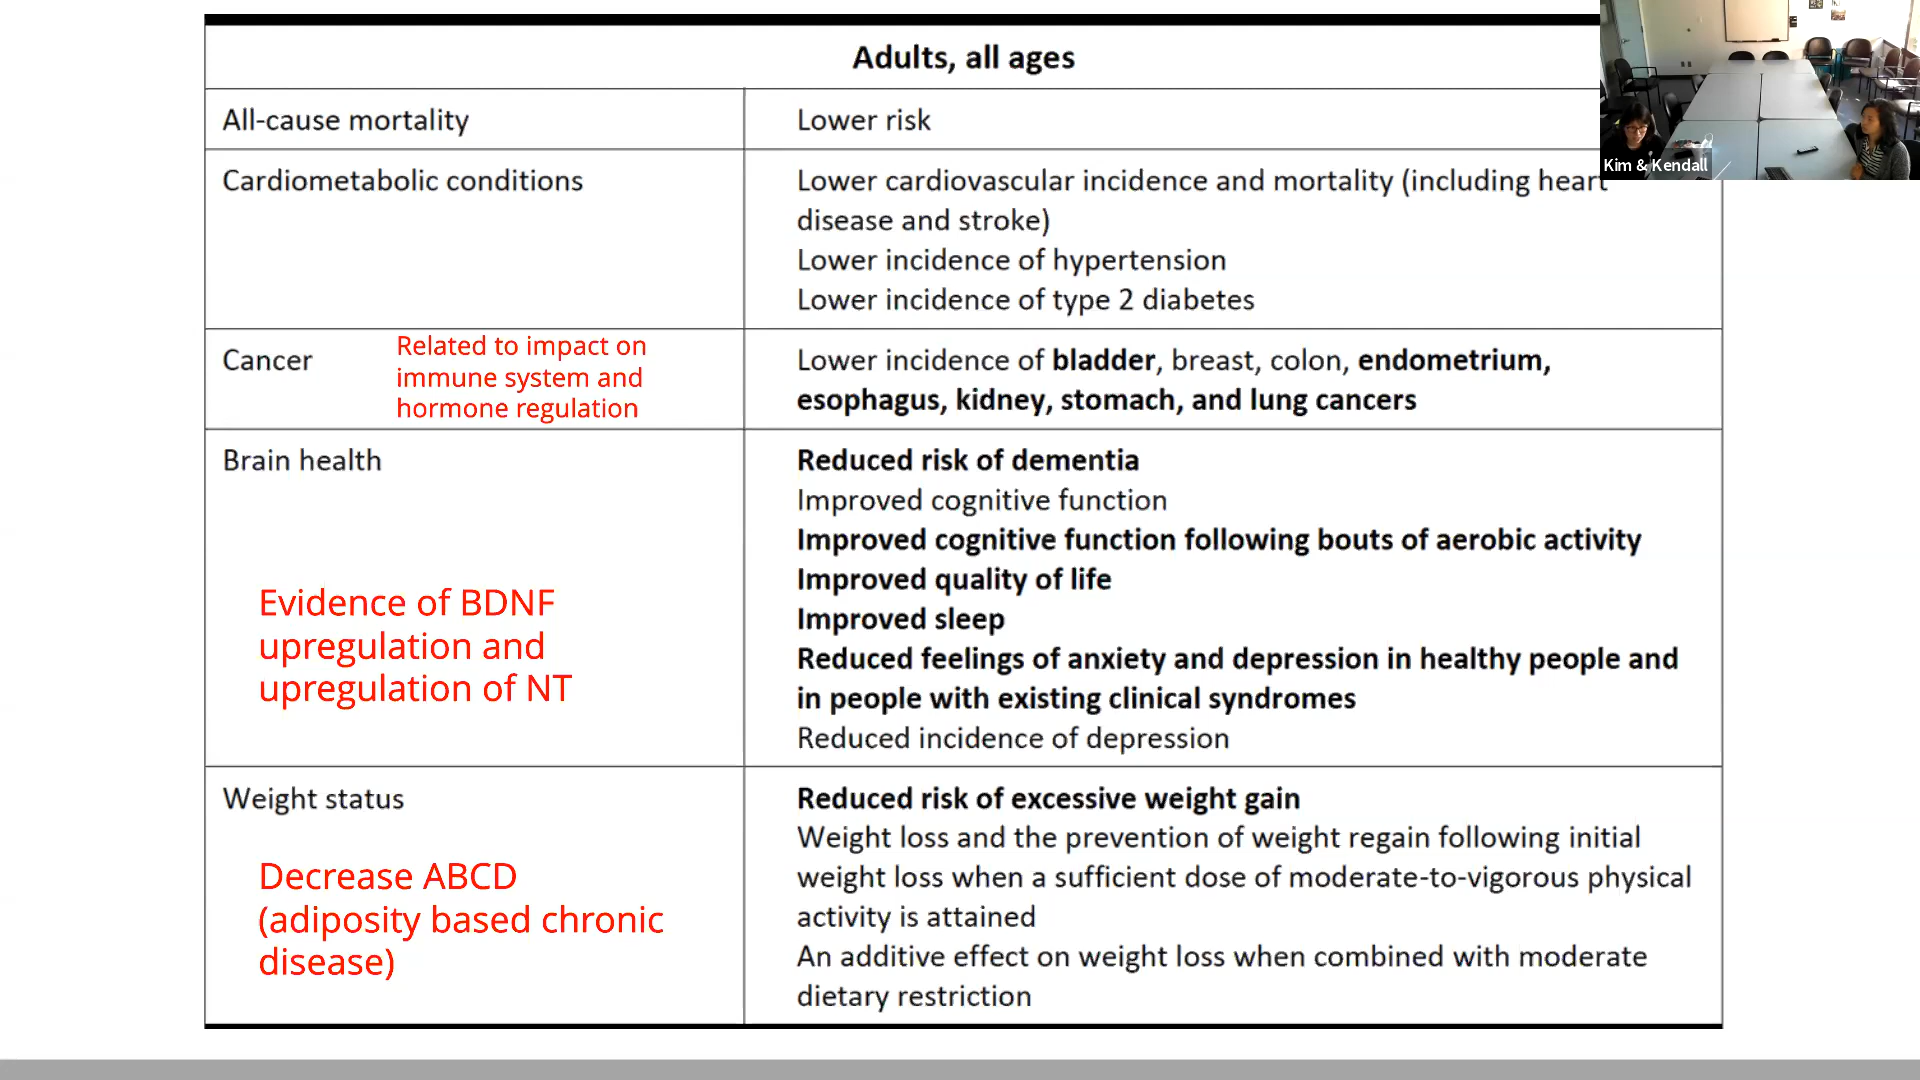 Adults, all ages
All-cause mortality
Lower risk
Cardiometabolic conditions
Lower cardiovascular incidence and mortality (including heart
disease and stroke)
Lower incidence of hypertension
Lower incidence of type 2 diabetes
Cancer
Related to impact on
immune system and
hormone regulation
Lower incidence of bladder, breast, colon, endometrium,
esophagus, kidney, stomach, and lung cancers
Brain health
Evidence of BDNF
upregulation and
upregulation of NT
Reduced risk of dementia
Improved cognitive function
Improved cognitive function following bouts of aerobic activity
Improved quality of life
Improved sleep
Reduced feelings of anxiety and depression in healthy people and
in people with existing clinical syndromes
Reduced incidence of depression
Weight status
Decrease ABCD
(adiposity based chronic
disease)
Reduced risk of excessive weight gain
Weight loss and the prevention of weight regain following initial
weight loss when a sufficient dose of moderate-to-vigorous physical
activity is attained
An additive effect on weight loss when combined with moderate
dietary restriction
Kim & Kendall